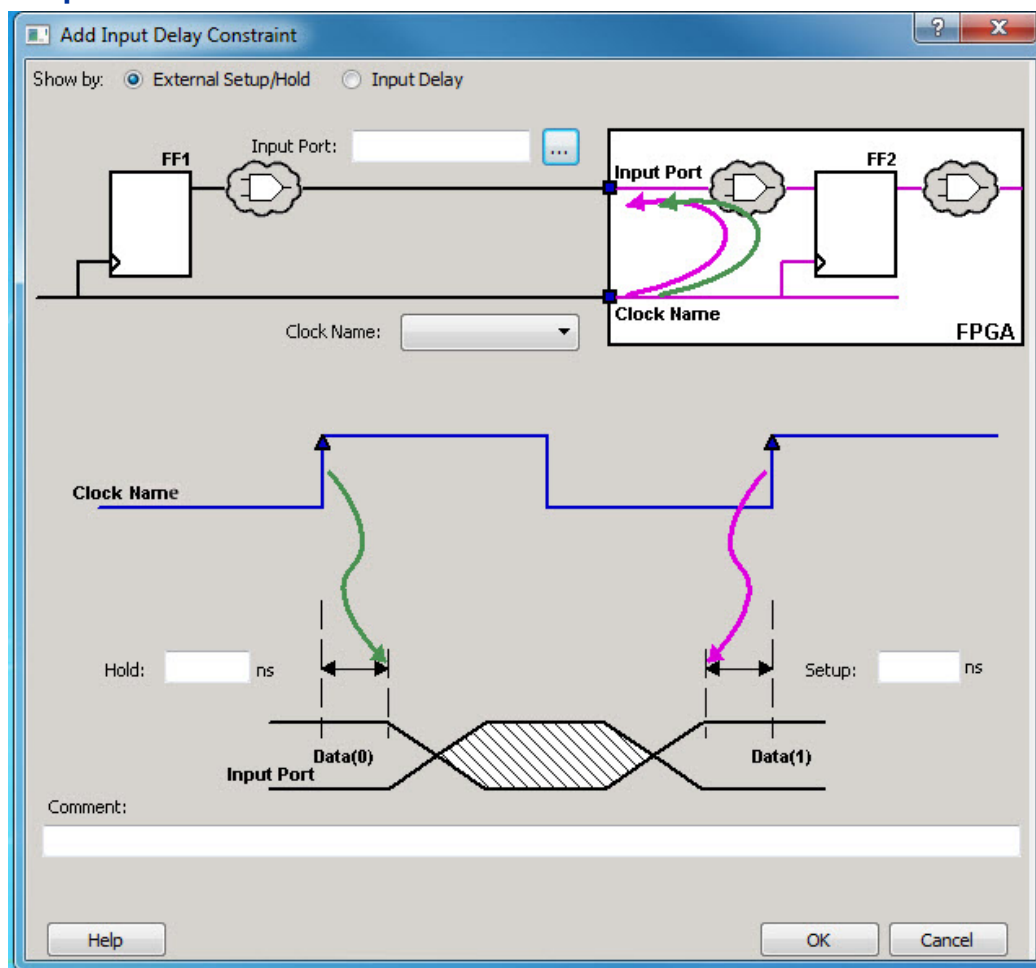 Add Input Delay Constraint
?
X
Show by: External Setup/Hold Input Delay
Input Port: ...
FF1
Input Port
FF2
Clock Name
Clock Name:
FPGA
Clock Name
Hold: ns
Setup: ns
Data(0)
Data(1)
Input Port
Comment:
Help OK Cancel